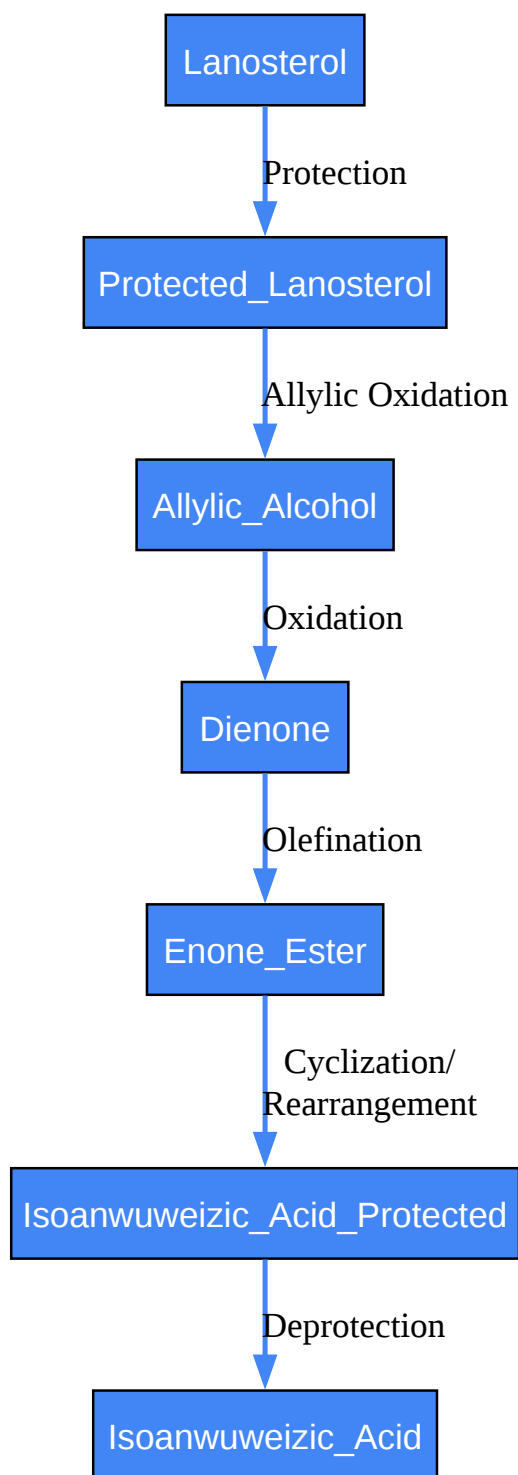 Lanosterol
Protection
Protected_Lanosterol
Allylic Oxidation
Allylic_Alcohol
Oxidation
Dienone
Olefination
Enone_Ester
Cyclization/
Rearrangement
Isoanwuweizic_Acid_Protected
Deprotection
Isoanwuweizic_Acid